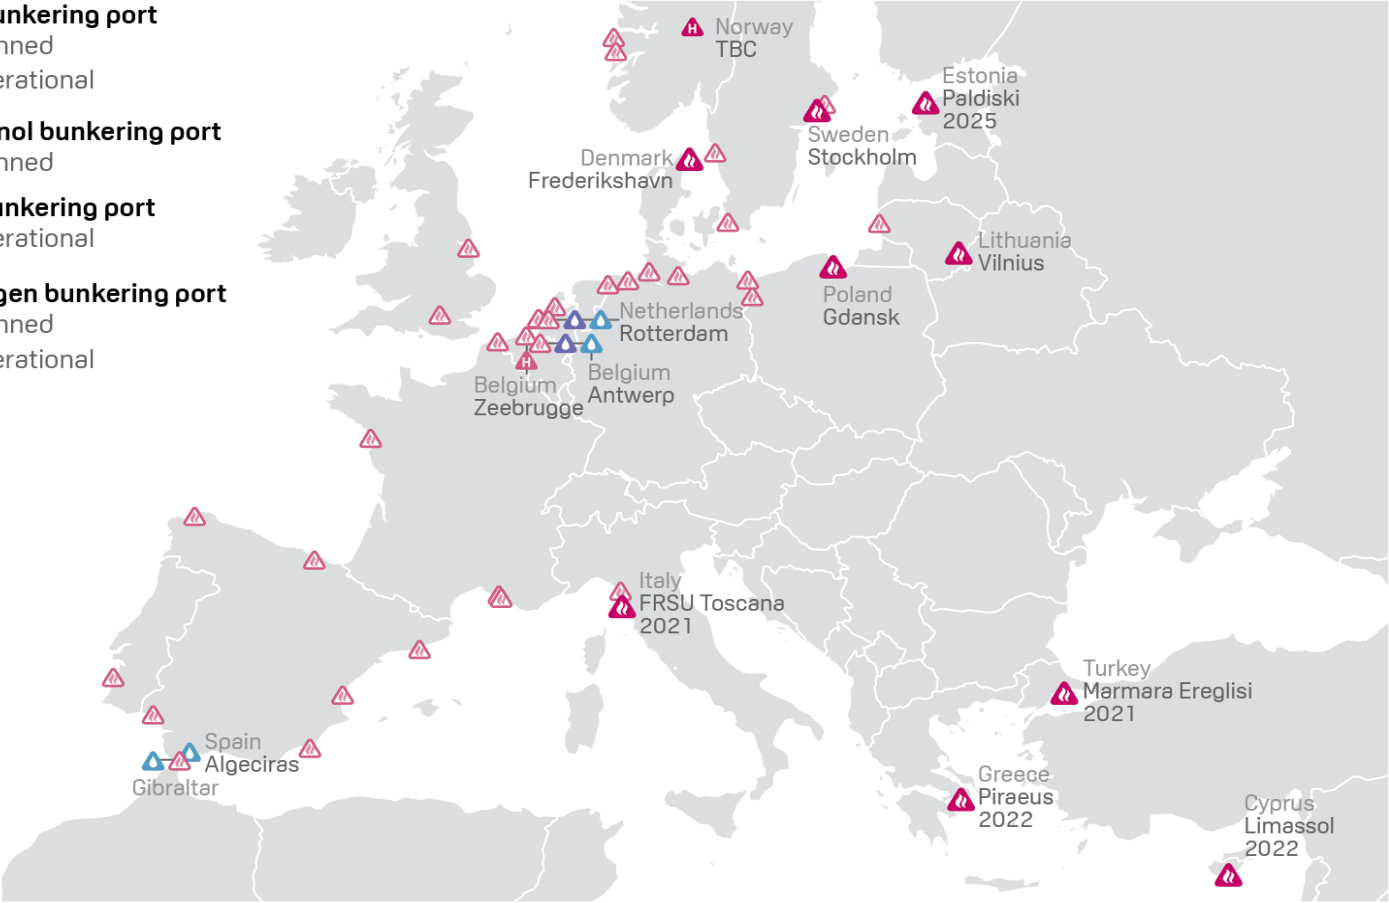 unkering port
nned
erational
nol bunkering port
nned
unkering port
erational
gen bunkering port
nned
erational
H
Norway
TBC
Estonia
Paldiski
2025
Sweden
Stockholm
Denmark
Frederikshavn
Lithuania
Vilnius
Poland
Gdansk
Netherlands
Rotterdam
H
Belgium
Zeebrugge
Belgium
Antwerp
Italy
FRSU Toscana
2021
Turkey
Marmara Ereglisi
2021
Spain
Algeciras
Gibraltar
Greece
Piraeus
2022
Cyprus
Limassol
2022